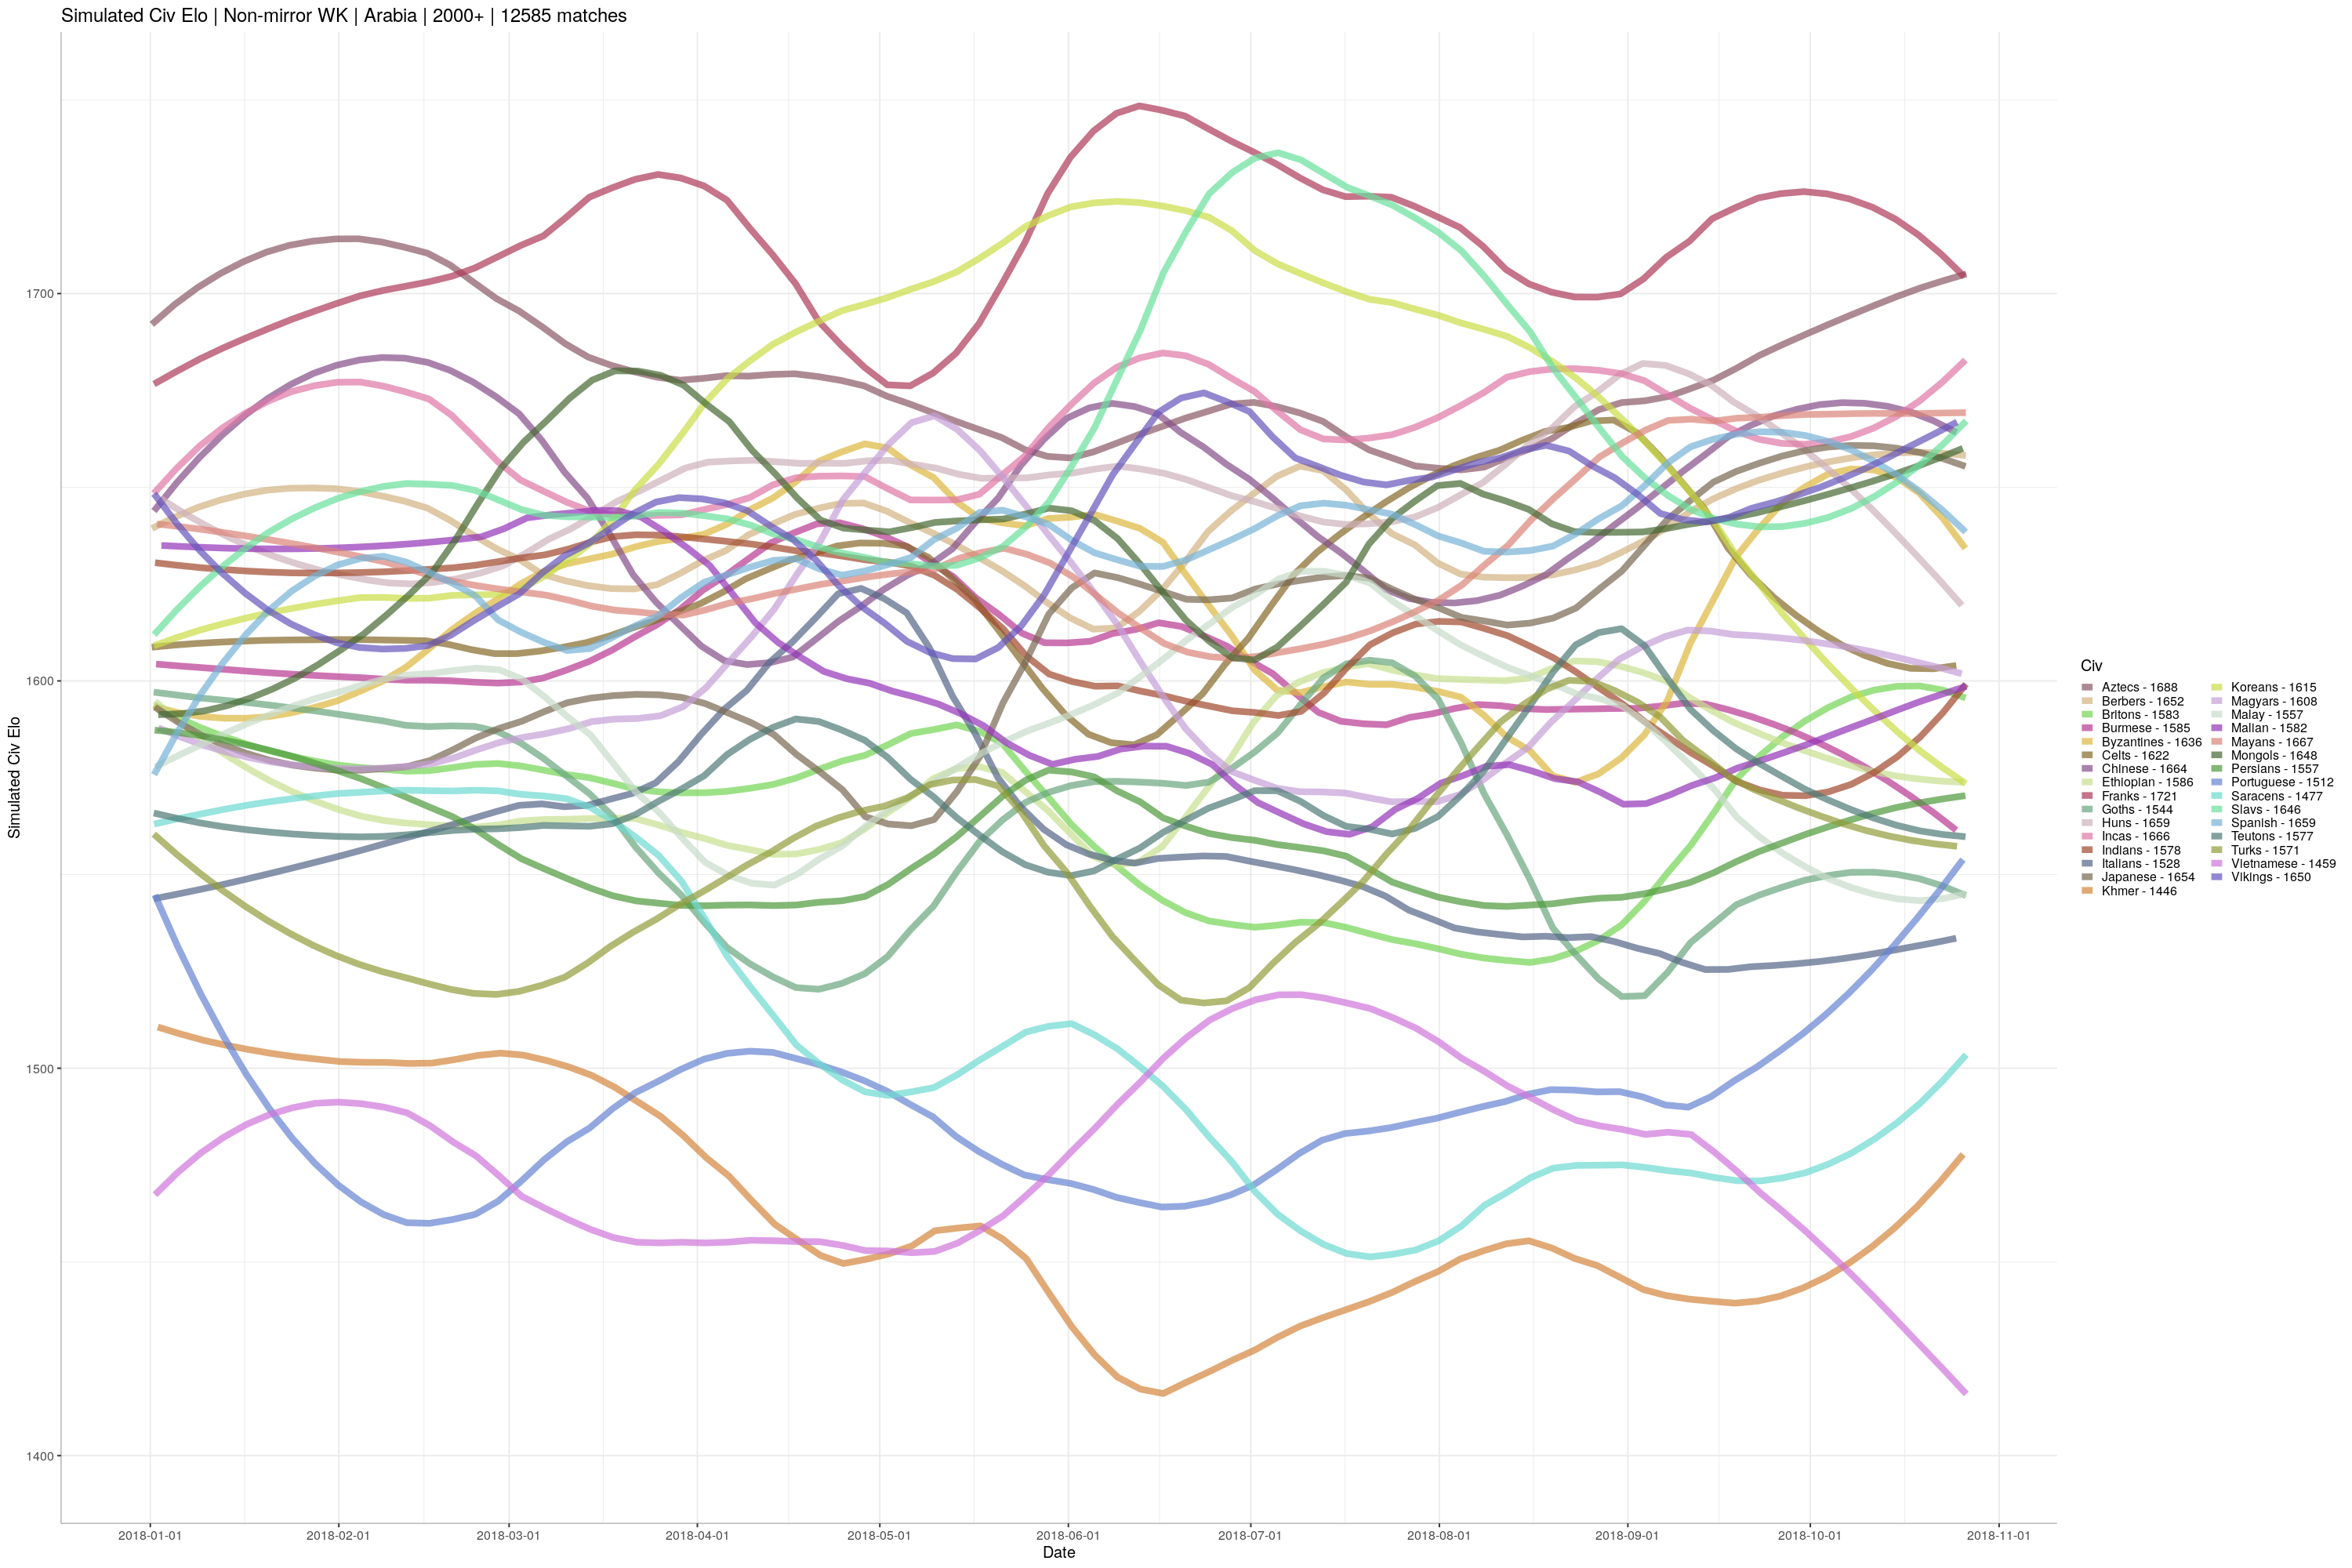 Simulated Civ Elo | Non-mirror WK | Arabia | 2000+ | 12585 matches
Simulated Civ Elo
1700
1600
1500
1400
2018-01-01
2018-02-01
2018-03-01
2018-04-01
2018-05-01
2018-06-01
2018-07-01
2018-08-01
2018-09-01
2018-10-01
2018-11-01
Date
Civ
Aztecs - 1688
Berbers - 1652
Britons - 1583
Burmese - 1585
Byzantines - 1636
Celts - 1622
Chinese - 1664
Ethiopian - 1586
Franks - 1721
Goths - 1544
Huns - 1659
Incas - 1666
Indians - 1578
Italians - 1528
Japanese - 1654
Khmer - 1446
Koreans - 1615
Magyars - 1608
Malay - 1557
Malian - 1582
Mayans - 1667
Mongols - 1648
Persians - 1557
Portuguese - 1512
Saracens - 1477
Slavs - 1646
Spanish - 1659
Teutons - 1577
Turks - 1571
Vietnamese - 1459
Vikings - 1650